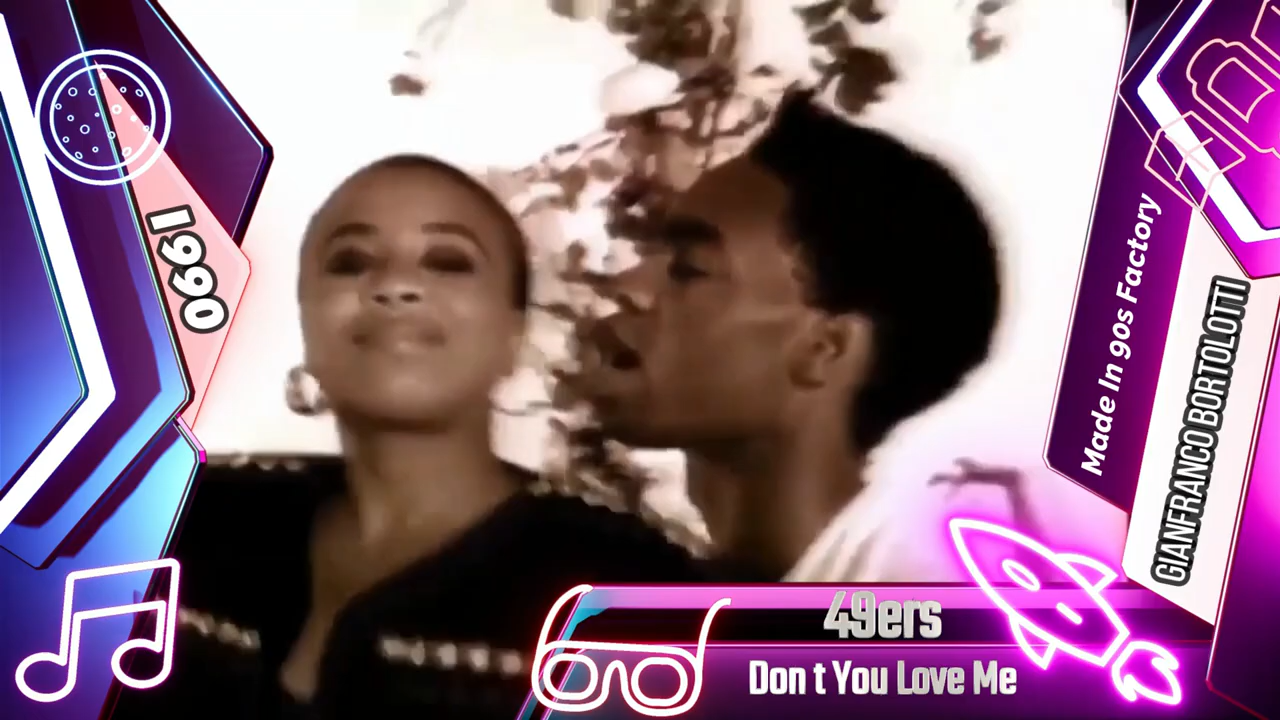 1990
Made In 90s Factory
GIANFRANCO BORTOLOTTI
49ers
Don t You Love Me